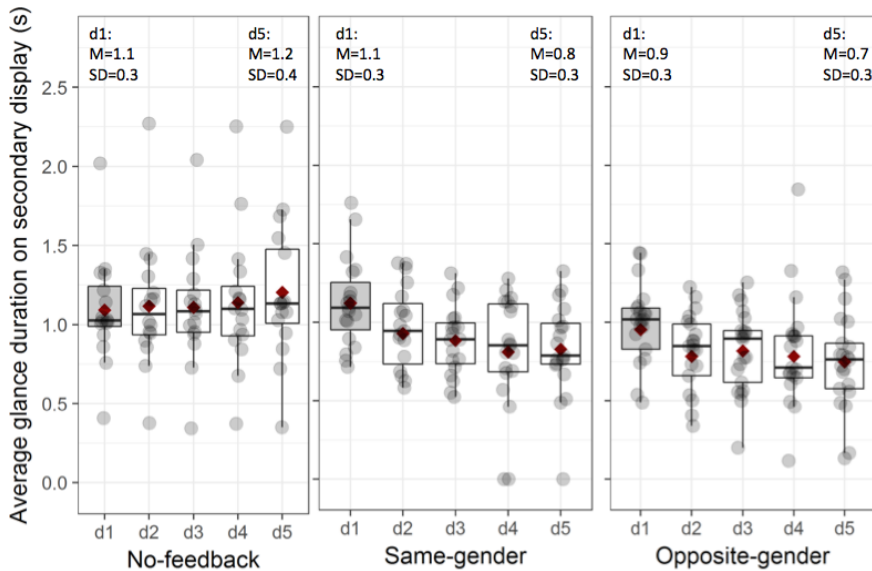 Average glance duration on secondary display (s)
2.5
2.0
1.5
1.0
0.5
0.0
d1:
M=1.1
SD=0.3
d5:
M=1.2
SD=0.4
d1 d2 d3 d4 d5
No-feedback
d1:
M=1.1
SD=0.3
d5:
M=0.8
SD=0.3
d1 d2 d3 d4 d5
Same-gender
d1:
M=0.9
SD=0.3
d5:
M=0.7
SD=0.3
d1 d2 d3 d4 d5
Opposite-gender